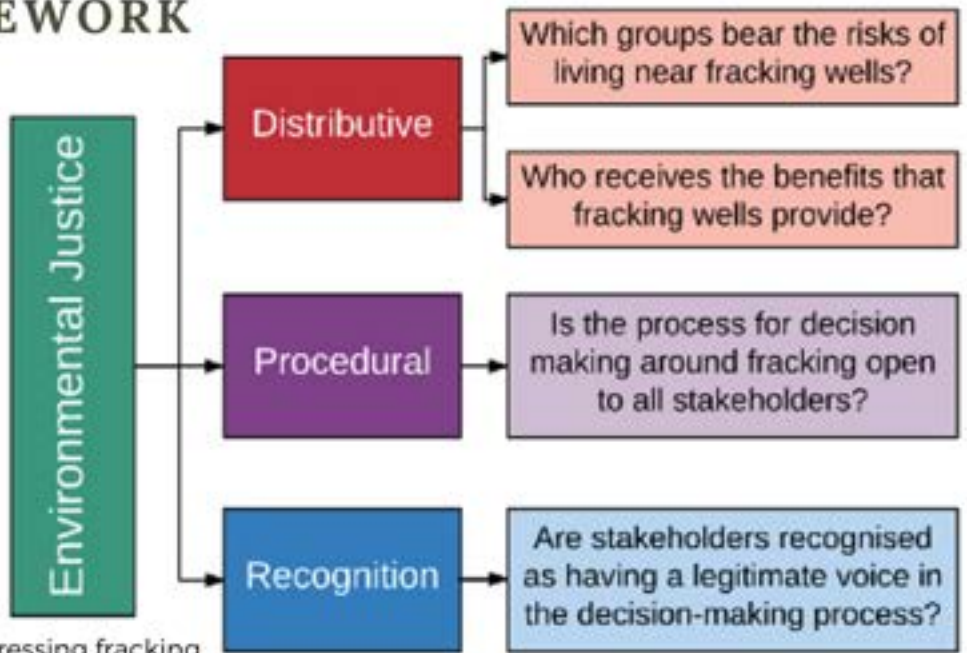 EWORK
Environmental Justice
Distributive
Which groups bear the risks of
living near fracking wells?
Who receives the benefits that
fracking wells provide?
Procedural
Is the process for decision
making around fracking open
to all stakeholders?
Recognition
Are stakeholders recognised
as having a legitimate voice in
the decision-making process?
ressing fracking